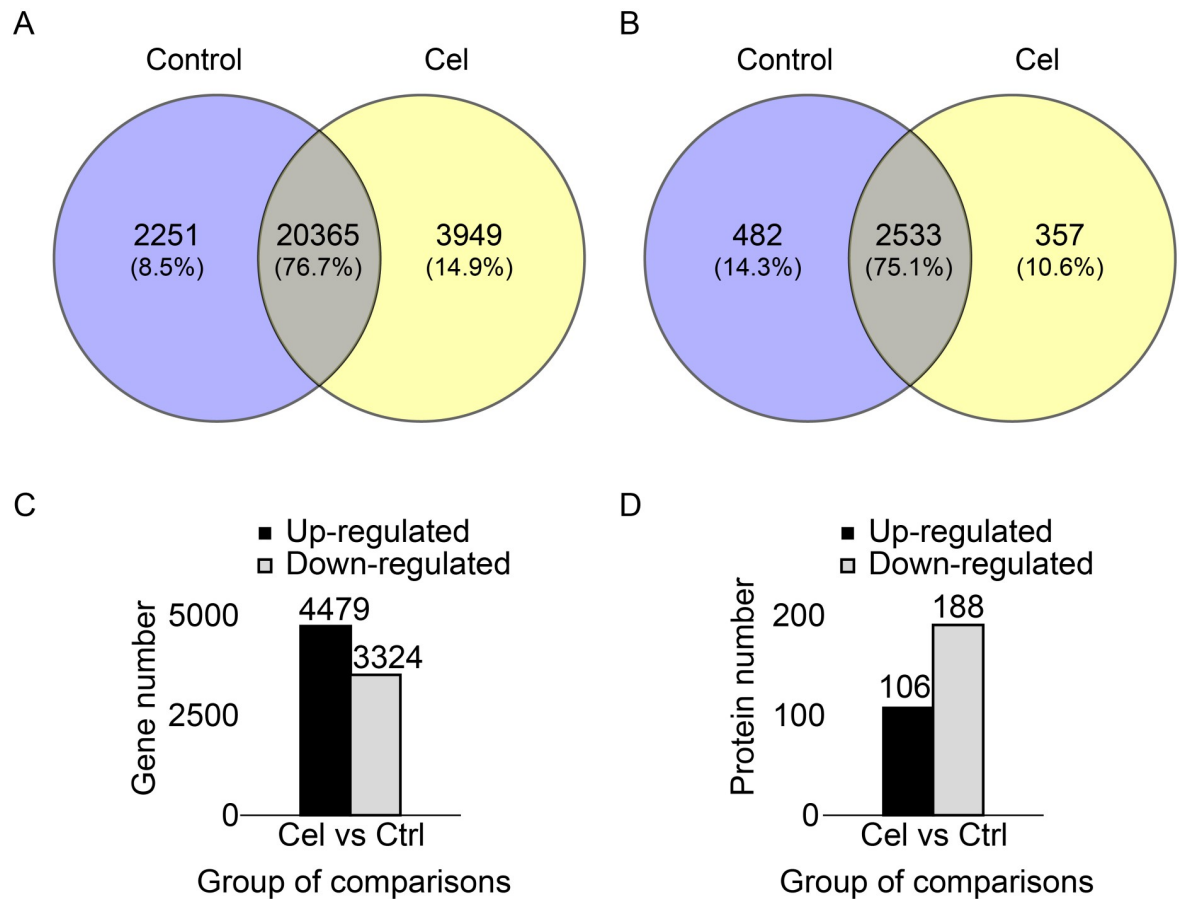 A
B
Control Cel
Control Cel
2251 20365 3949
(8.5%) (76.7%) (14.9%)
482 2533 357
(14.3%) (75.1%) (10.6%)
C
Up-regulated
Down-regulated
Gene number
5000
2500
0
4479
3324
Cel vs Ctrl
Group of comparisons
D
Up-regulated
Down-regulated
Protein number
200
100
0
106
188
Cel vs Ctrl
Group of comparisons